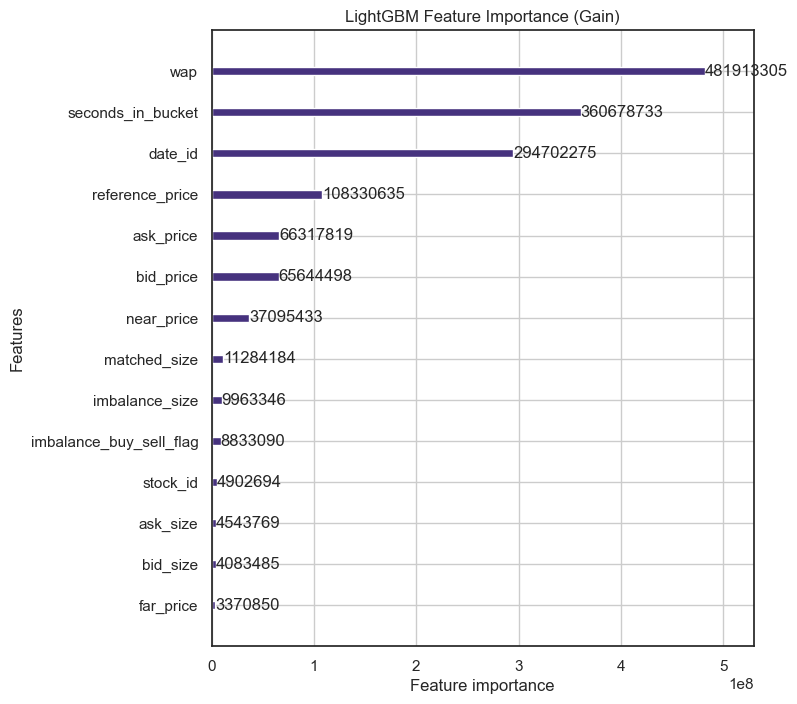 LightGBM Feature Importance (Gain)
Features
wap 481913305
seconds_in_bucket 360678733
date_id 294702275
reference_price 108330635
ask_price 66317819
bid_price 65644498
near_price 37095433
matched_size 11284184
imbalance_size 9963346
imbalance_buy_sell_flag 8833090
stock_id 4902694
ask_size 4543769
bid_size 4083485
far_price 3370850
0 1 2 3 4 5
1e8
Feature importance